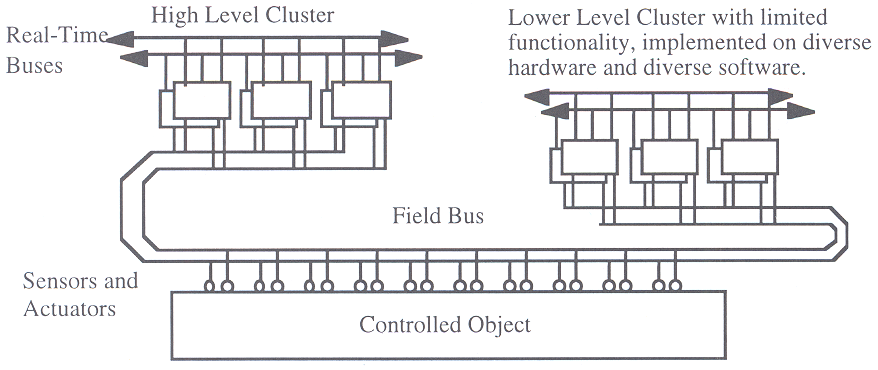 High Level Cluster
Real-Time
Buses
Lower Level Cluster with limited
functionality, implemented on diverse
hardware and diverse software.
Field Bus
Sensors and
Actuators
Controlled Object